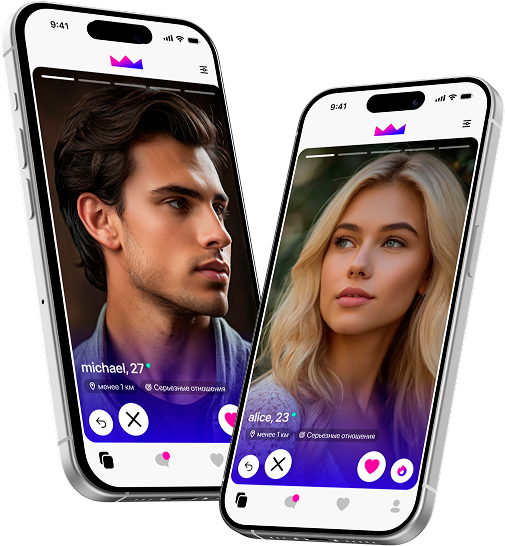 9:41
michael, 27
менее 1 км
Серьезные отношения
9:41
alice, 23
менее 1 км
Серьезные отношения